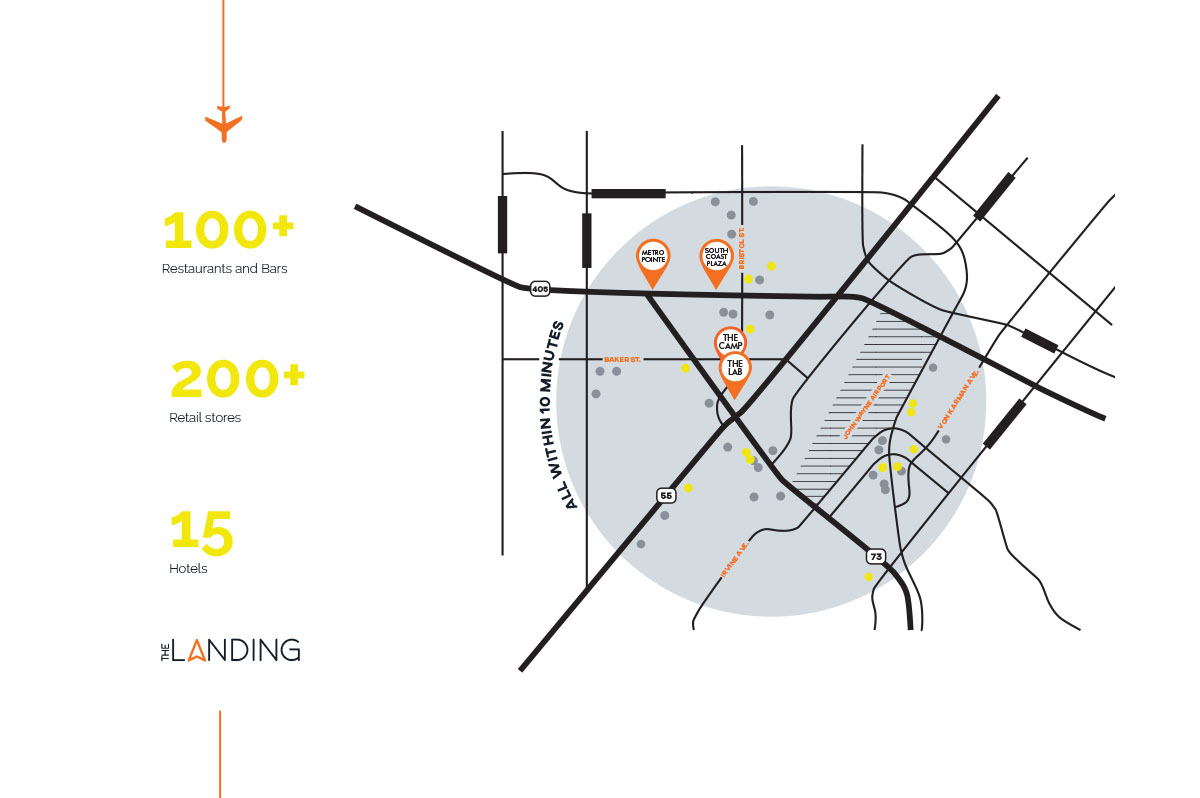 100+
Restaurants and Bars
200+
Retail stores
15
Hotels
THE LANDING
METRO
POINTE
SOUTH
COAST
PLAZA
BRISTOL ST.
405
THE
CAMP
THE
LAB
BAKER ST.
ALL WITHIN 10 MINUTES
JOHN WAYNE AIRPORT
VON KARMAN AVE.
55
IRVINE AVE.
73